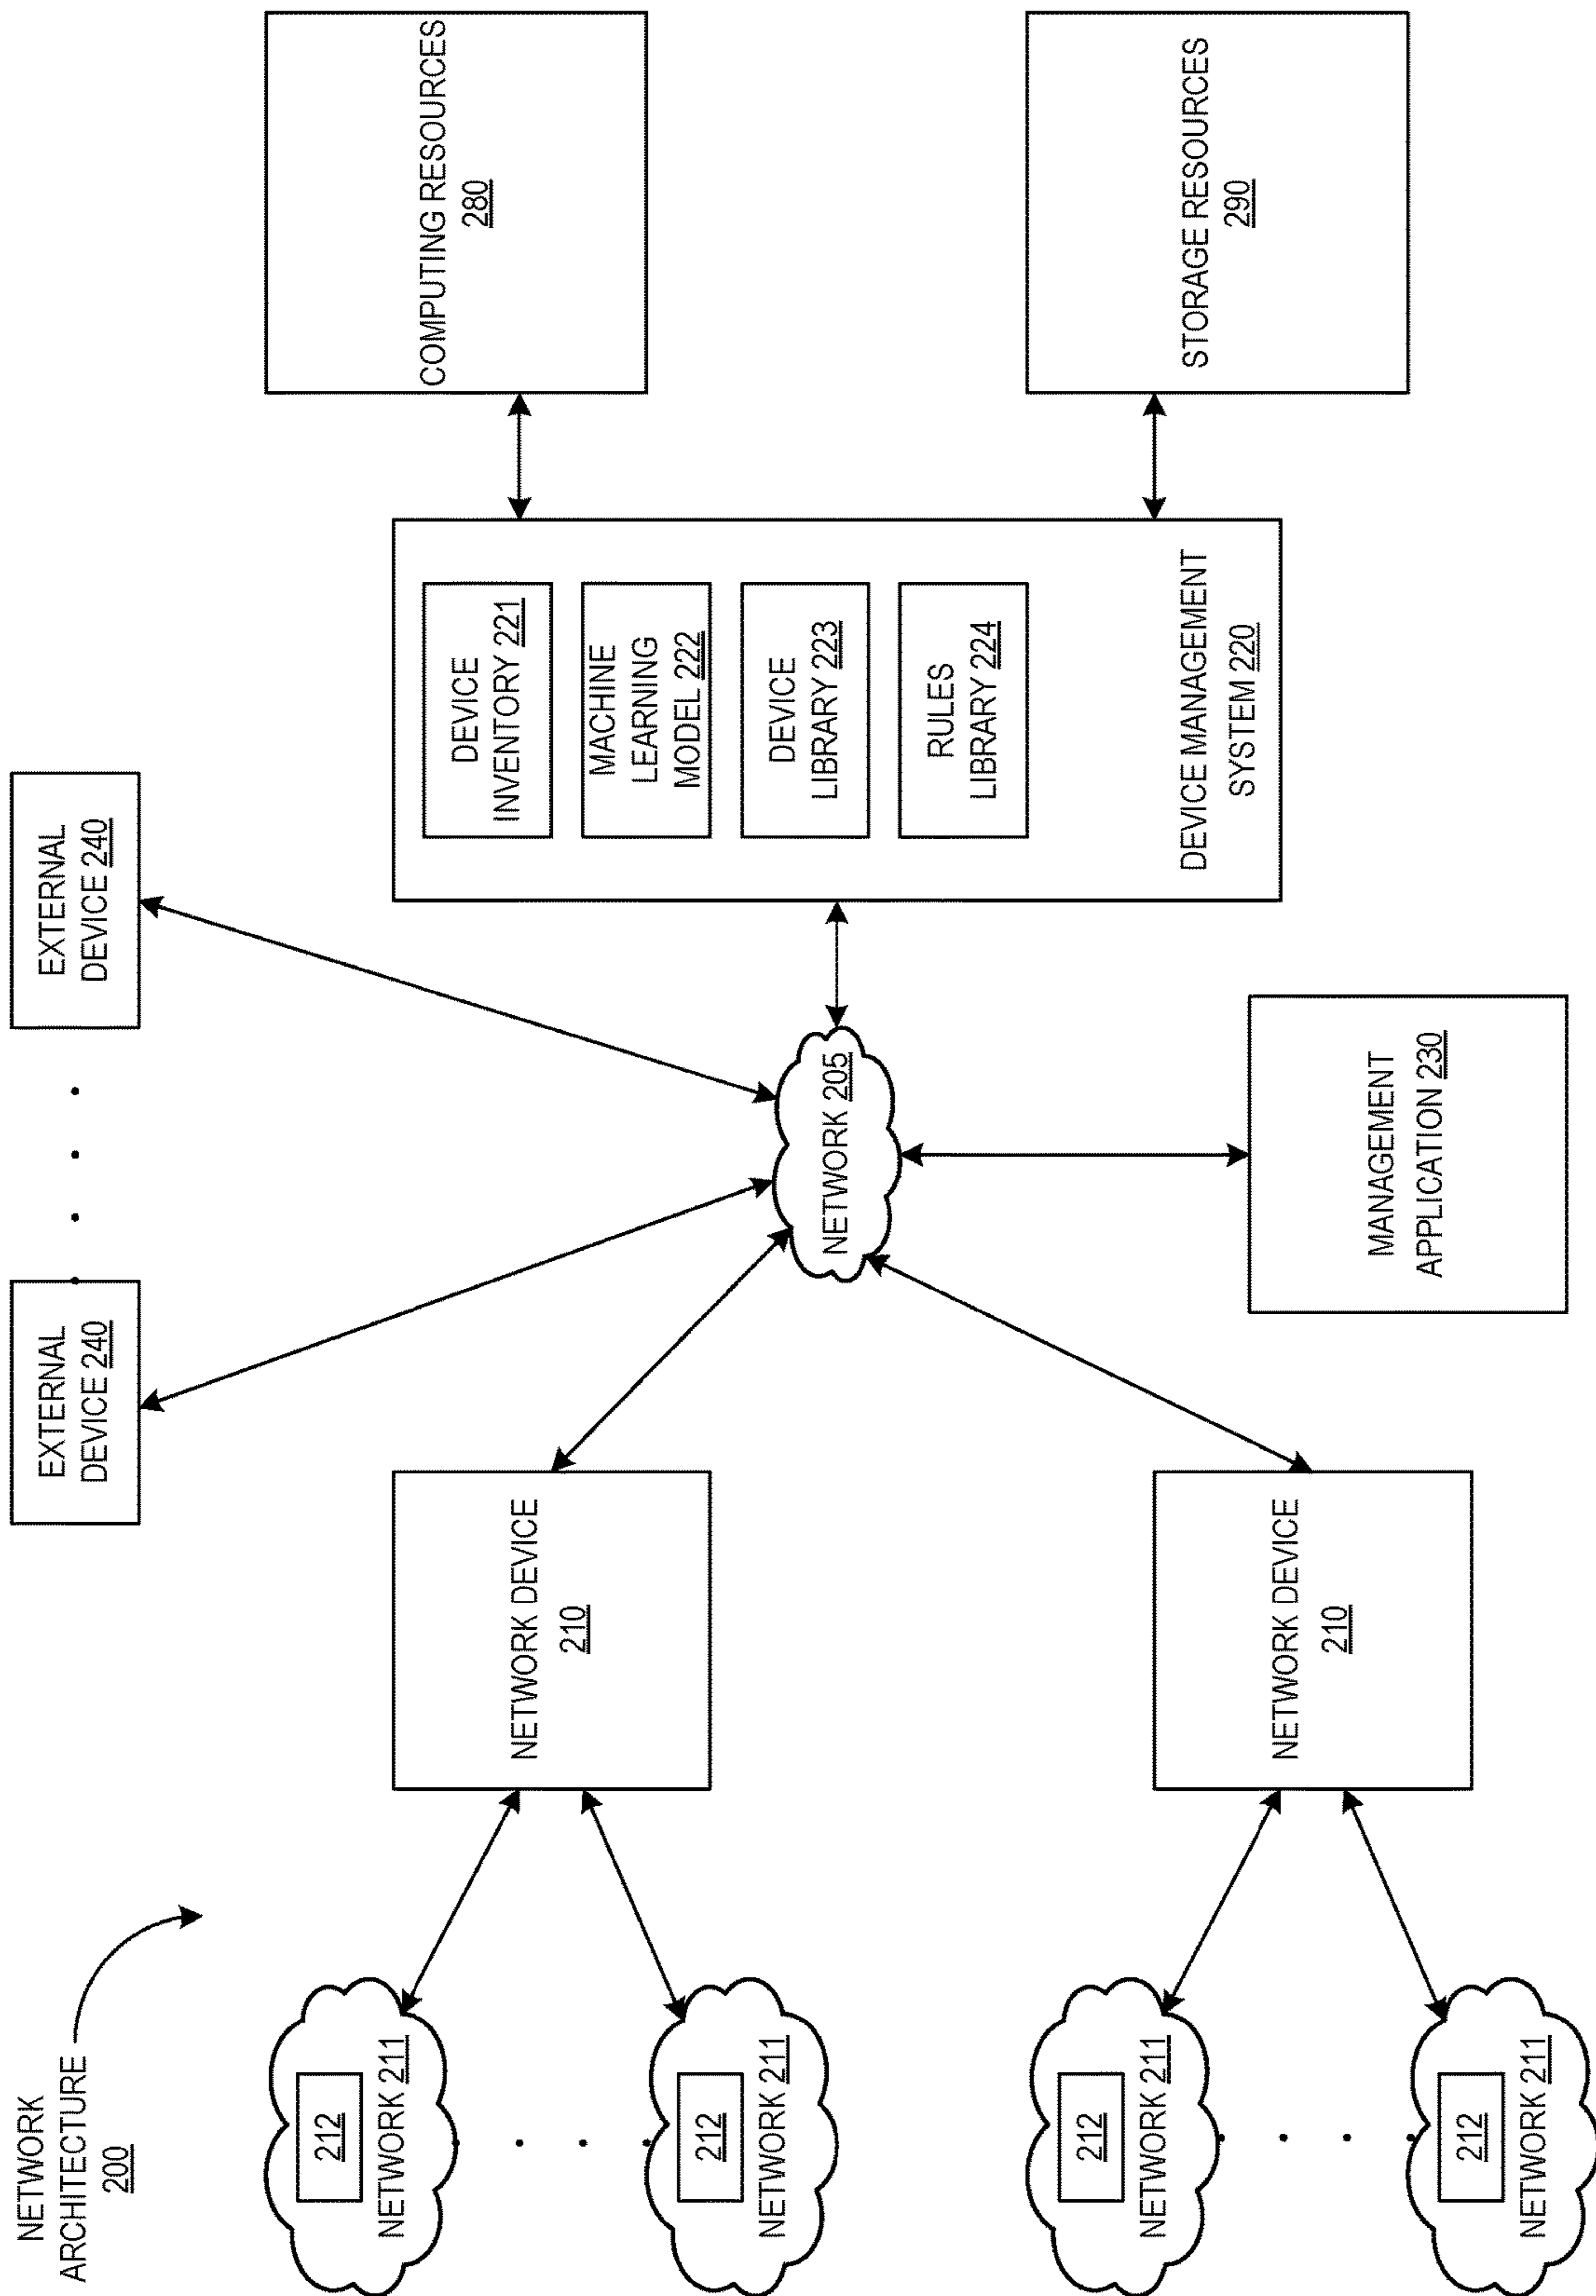 NETWORK
ARCHITECTURE
200
EXTERNAL
DEVICE 240
EXTERNAL
DEVICE 240
212
NETWORK 211
212
NETWORK 211
212
NETWORK 211
212
NETWORK 211
NETWORK DEVICE
210
NETWORK DEVICE
210
NETWORK 205
MANAGEMENT
APPLICATION 230
DEVICE
INVENTORY 221
MACHINE
LEARNING
MODEL 222
DEVICE
LIBRARY 223
RULES
LIBRARY 224
DEVICE MANAGEMENT
SYSTEM 220
COMPUTING RESOURCES
280
STORAGE RESOURCES
290